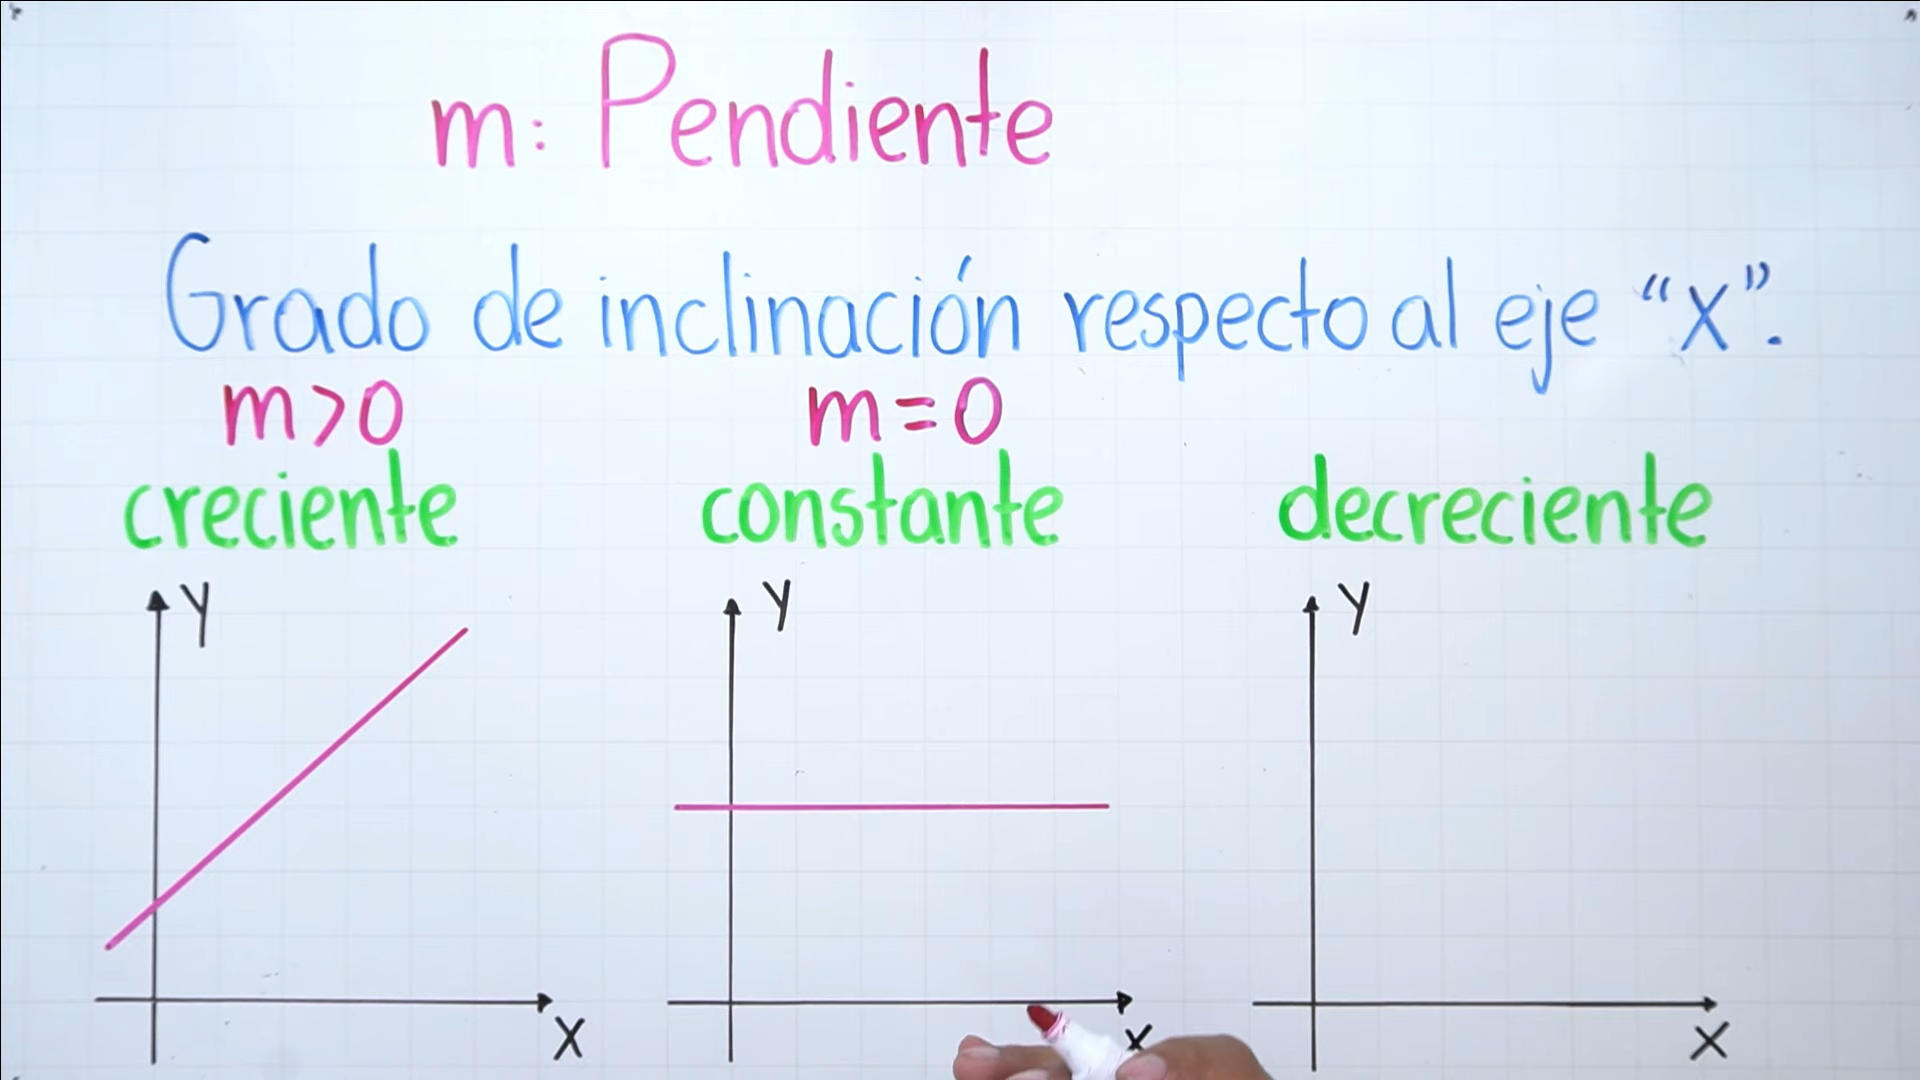 m: Pendiente
Grado de inclinación respecto al eje “X”.
m>0 m=0
creciente constante decreciente
Y Y Y
X X X